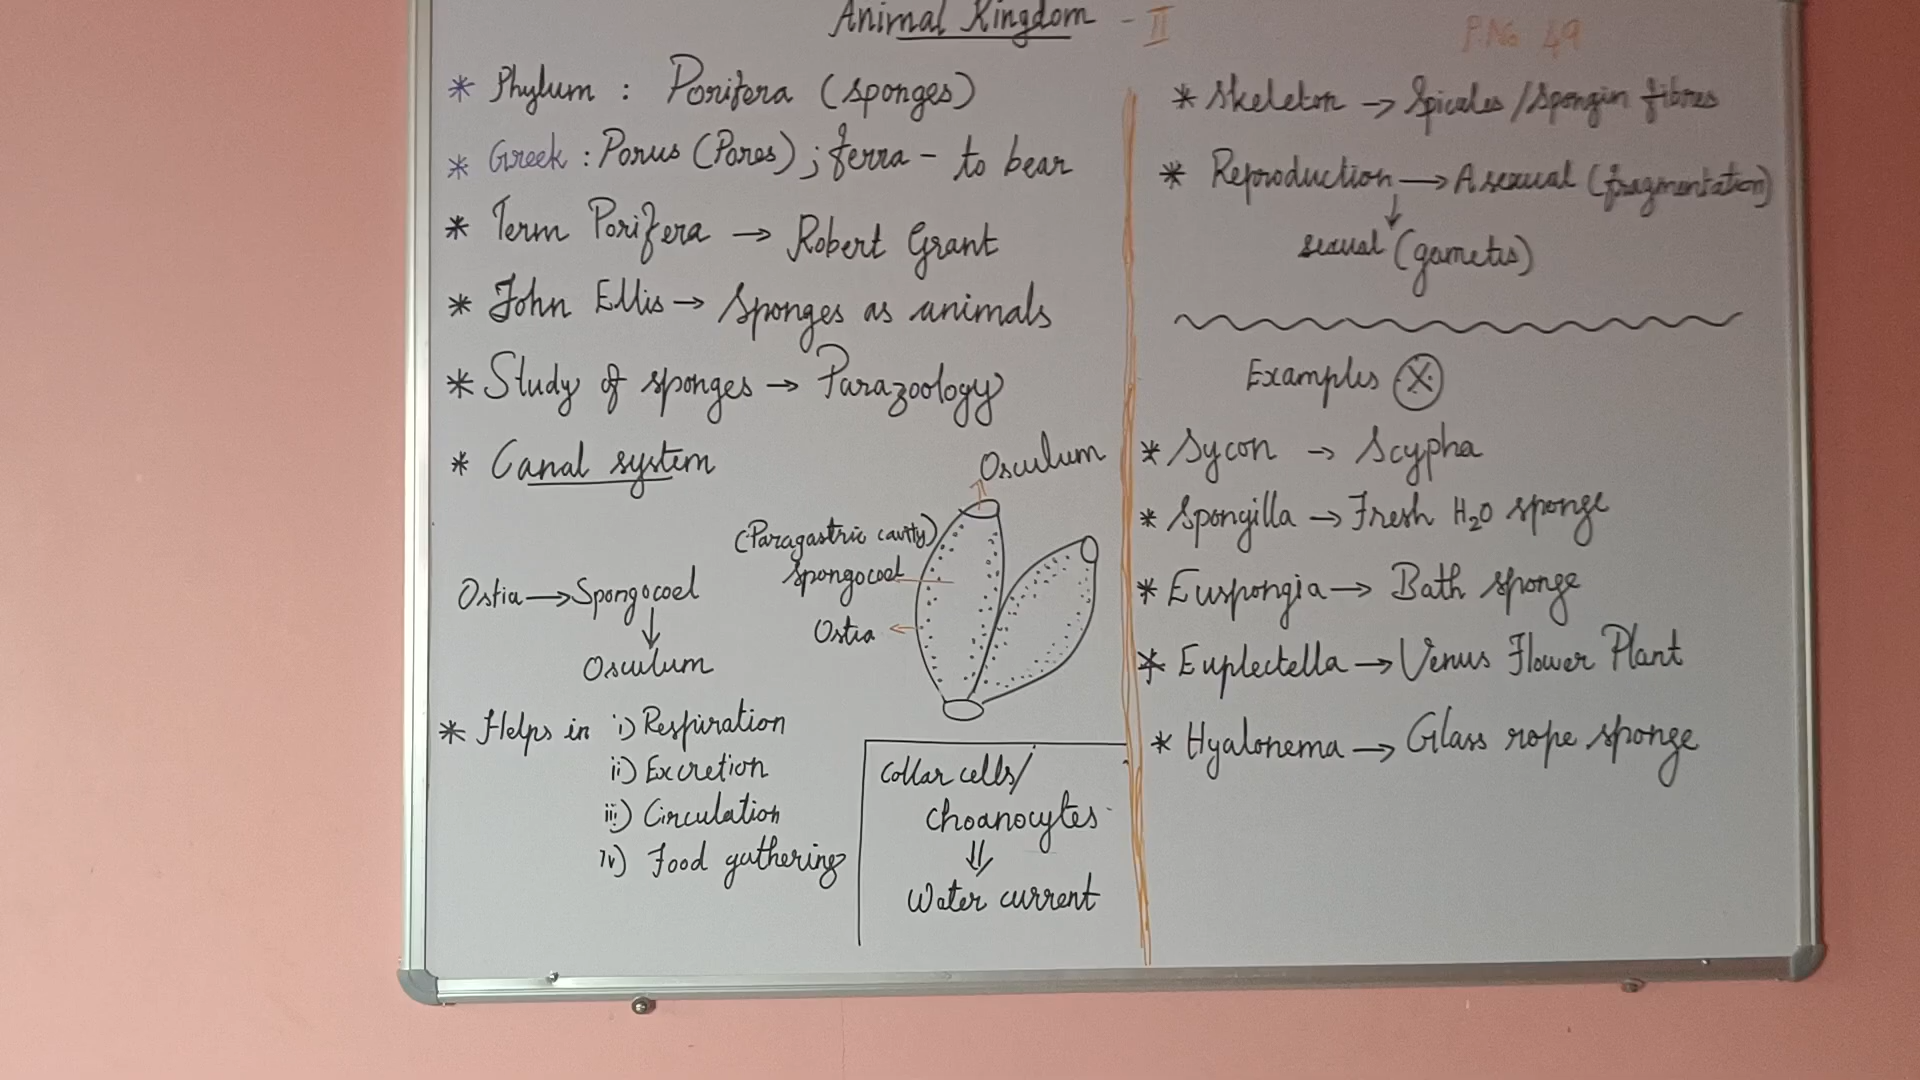 Animal Kingdom - II
P.No 49
* Phylum : Porifera (sponges)
* Greek : Porus (Pores) ; ferra - to bear
* Term Porifera → Robert Grant
* John Ellis → Sponges as animals
* Study of sponges → Parazoology
* Canal system
Osculum
(Paragastric cavity)
Spongocoel
Ostia
Ostia → Spongocoel
↓
Osculum
* Helps in i) Respiration
ii) Excretion
iii) Circulation
iv) Food gathering
Collar cells/
choanocytes
⇓
Water current
* Skeleton → Spicules /Spongin fibres
* Reproduction → Asexual (fragmentation)
↓
sexual (gametes)
Examples X
* Sycon → Scypha
* Spongilla → Fresh H₂O sponge
* Euspongia → Bath sponge
* Euplectella → Venus Flower Plant
* Hyalonema → Glass rope sponge